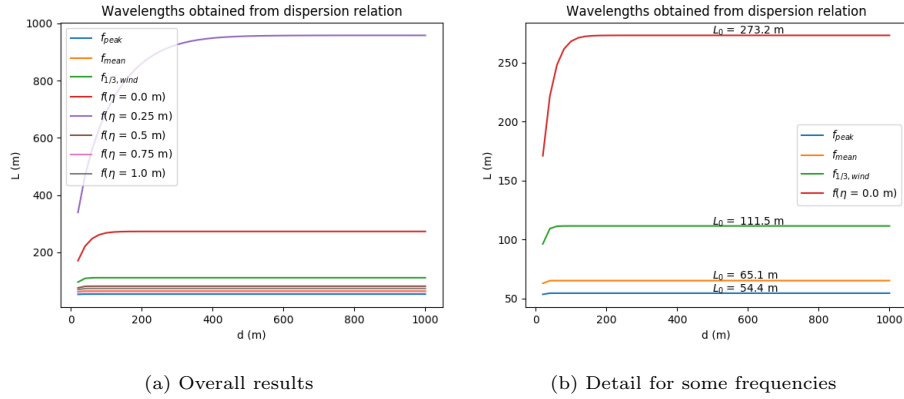 Wavelengths obtained from dispersion relation
1000
800
600
400
200
L (m)
f_peak
f_mean
f_1/3,wind
f(η = 0.0 m)
f(η = 0.25 m)
f(η = 0.5 m)
f(η = 0.75 m)
f(η = 1.0 m)
0 200 400 600 800 1000
d (m)
(a) Overall results
Wavelengths obtained from dispersion relation
250
200
150
100
50
L (m)
L_0 = 273.2 m
f_peak
f_mean
f_1/3,wind
f(η = 0.0 m)
L_0 = 111.5 m
L_0 = 65.1 m
L_0 = 54.4 m
0 200 400 600 800 1000
d (m)
(b) Detail for some frequencies